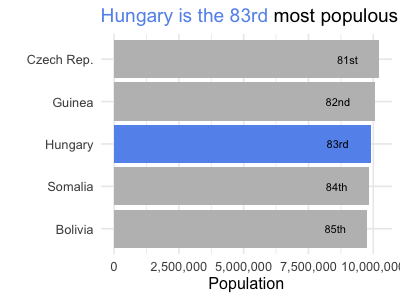 Hungary is the 83rd most populous
Czech Rep. 81st
Guinea 82nd
Hungary 83rd
Somalia 84th
Bolivia 85th
0 2,500,000 5,000,000 7,500,000 10,000,000
Population